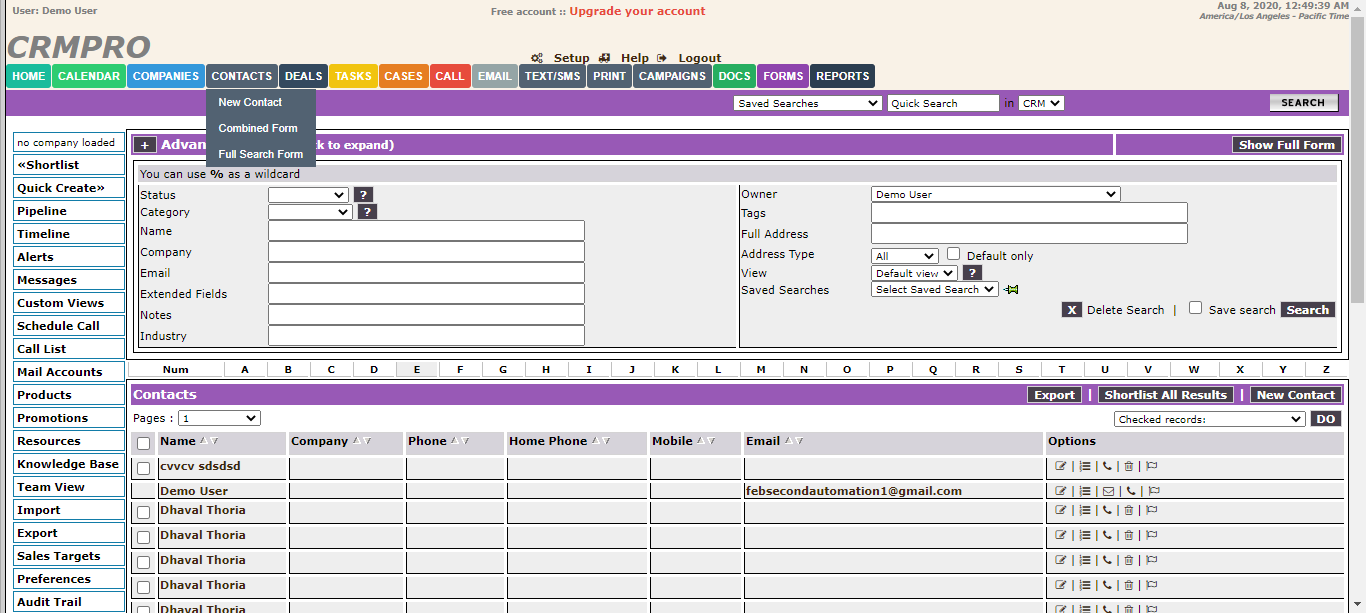 User: Demo User
Free account :: Upgrade your account
Aug 8, 2020, 12:49:39 AM
America/Los Angeles - Pacific Time
CRMPRO
Setup Help Logout
HOME CALENDAR COMPANIES CONTACTS DEALS TASKS CASES CALL EMAIL TEXT/SMS PRINT CAMPAIGNS DOCS FORMS REPORTS
New Contact
Combined Form
Full Search Form
Saved Searches Quick Search in CRM SEARCH
no company loaded
«Shortlist
Quick Create»
Pipeline
Timeline
Alerts
Messages
Custom Views
Schedule Call
Call List
Mail Accounts
Products
Promotions
Resources
Knowledge Base
Team View
Import
Export
Sales Targets
Preferences
Audit Trail
+ Advan k to expand) Show Full Form
You can use % as a wildcard
Status ?
Category ?
Name
Company
Email
Extended Fields
Notes
Industry
Owner Demo User
Tags
Full Address
Address Type All Default only
View Default view ?
Saved Searches Select Saved Search
X Delete Search | Save search Search
Num A B C D E F G H I J K L M N O P Q R S T U V W X Y Z
Contacts Export | Shortlist All Results | New Contact
Pages : 1 Checked records: DO
Name Company Phone Home Phone Mobile Email Options
cvvcv sdsdsd | | | |
Demo User febsecondautomation1@gmail.com | | | |
Dhaval Thoria | | | |
Dhaval Thoria | | | |
Dhaval Thoria | | | |
Dhaval Thoria | | | |
Dhaval Thoria | | | |